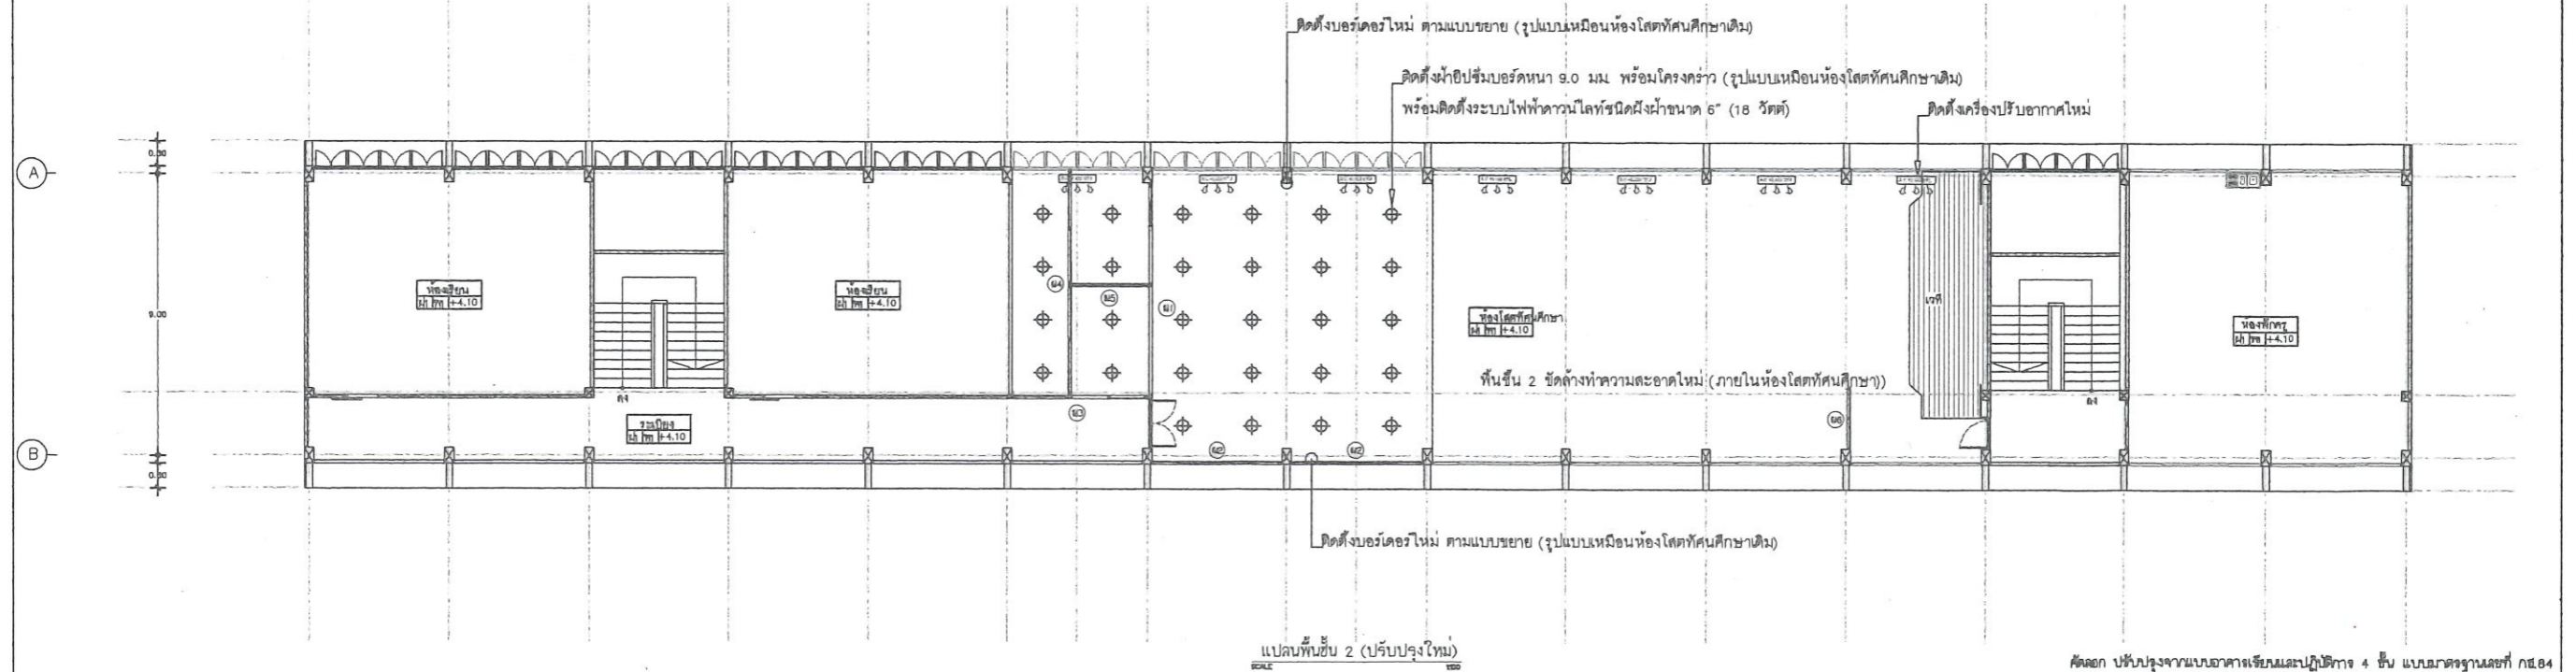 ติดตั้งบอร์เดอร์ใหม่ ตามแบบขยาย (รูปแบบเหมือนห้องโสตทัศนศึกษาเดิม)
ติดตั้งฝ้ายิปซั่มบอร์ดหนา 9.0 มม. พร้อมโครงคร่าว (รูปแบบเหมือนห้องโสตทัศนศึกษาเดิม)
พร้อมติดตั้งระบบไฟฟ้าดาวน์ไลท์ชนิดฝังฝ้าขนาด 6" (18 วัตต์)
ติดตั้งเครื่องปรับอากาศใหม่
A
9.00
B
ห้องเรียน
+4.10
ห้องเรียน
+4.10
ผ4
ผ5
ผ1
ห้องโสตทัศนศึกษา
+4.10
เวที
ห้องพักครู
+4.10
พื้นชั้น 2 ขัดล้างทำความสะอาดใหม่ (ภายในห้องโสตทัศนศึกษา))
ลง
ลง
ระเบียง
+4.10
ผ3
ผ6
ผ2
ผ2
ติดตั้งบอร์เดอร์ใหม่ ตามแบบขยาย (รูปแบบเหมือนห้องโสตทัศนศึกษาเดิม)
แปลนพื้นชั้น 2 (ปรับปรุงใหม่)
SCALE
คัดลอก ปรับปรุงจากแบบอาคารเรียนและปฏิบัติการ 4 ชั้น แบบมาตรฐานเลขที่